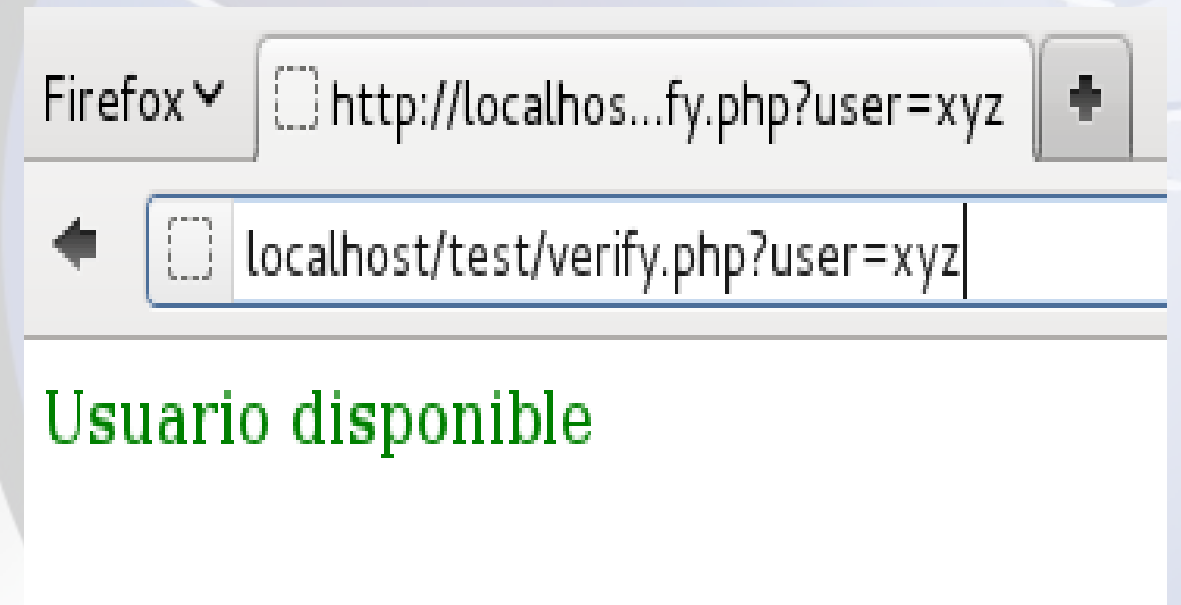 Firefox
http://localhos...fy.php?user=xyz
localhost/test/verify.php?user=xyz
Usuario disponible